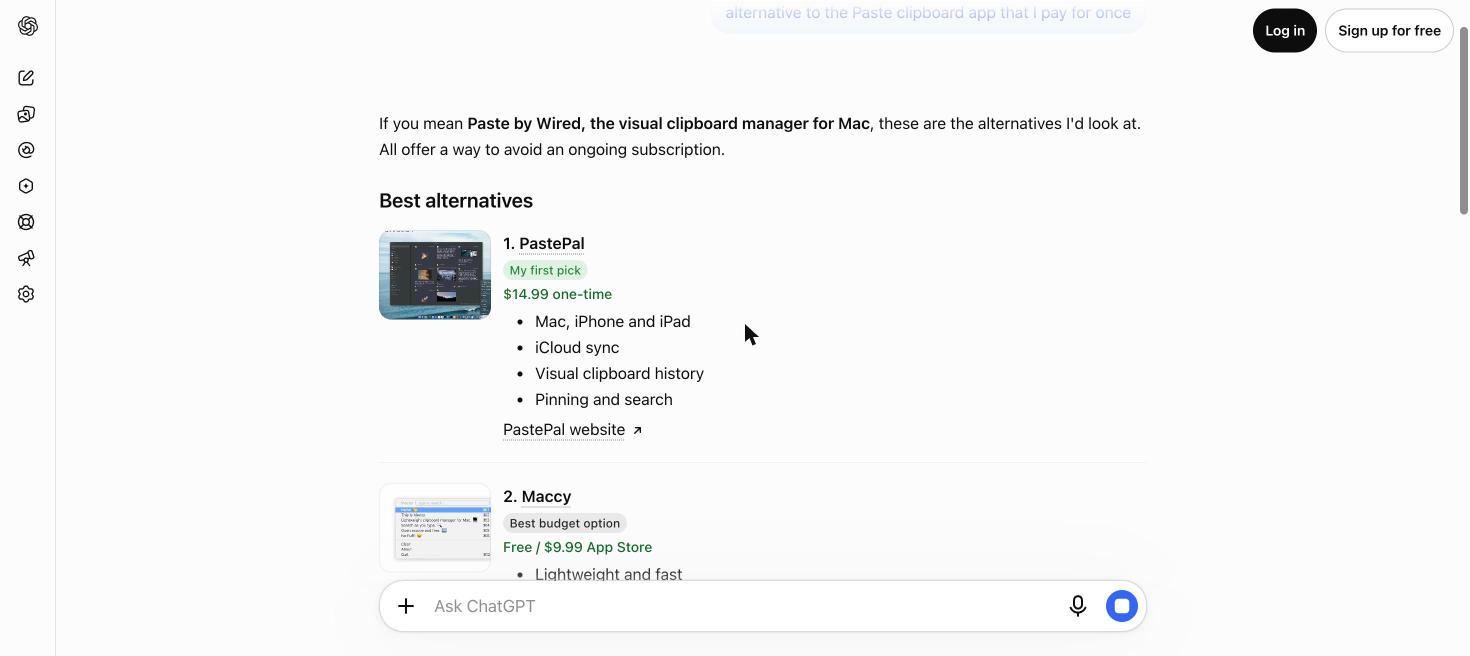 alternative to the Paste clipboard app that I pay for once
Log in
Sign up for free
If you mean Paste by Wired, the visual clipboard manager for Mac, these are the alternatives I'd look at.
All offer a way to avoid an ongoing subscription.
Best alternatives
1. PastePal
My first pick
$14.99 one-time
• Mac, iPhone and iPad
• iCloud sync
• Visual clipboard history
• Pinning and search
PastePal website ↗
2. Maccy
Best budget option
Free / $9.99 App Store
• Lightweight and fast
Ask ChatGPT